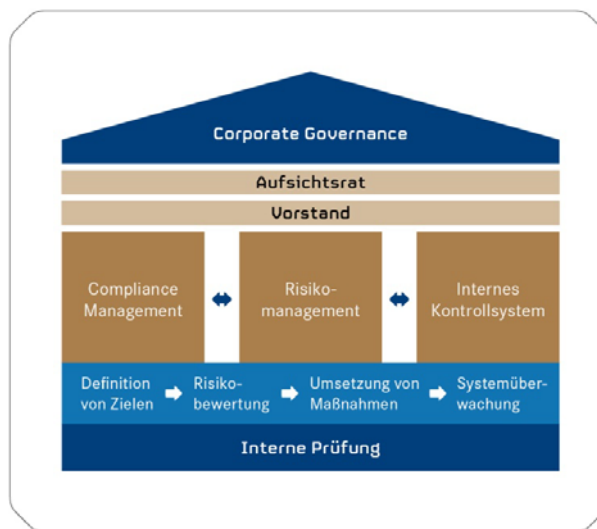 Corporate Governance
Aufsichtsrat
Vorstand
Compliance
Management
Risiko-
management
Internes
Kontrollsystem
Definition
von Zielen
Risiko-
bewertung
Umsetzung von
Maßnahmen
Systemüber-
wachung
Interne Prüfung